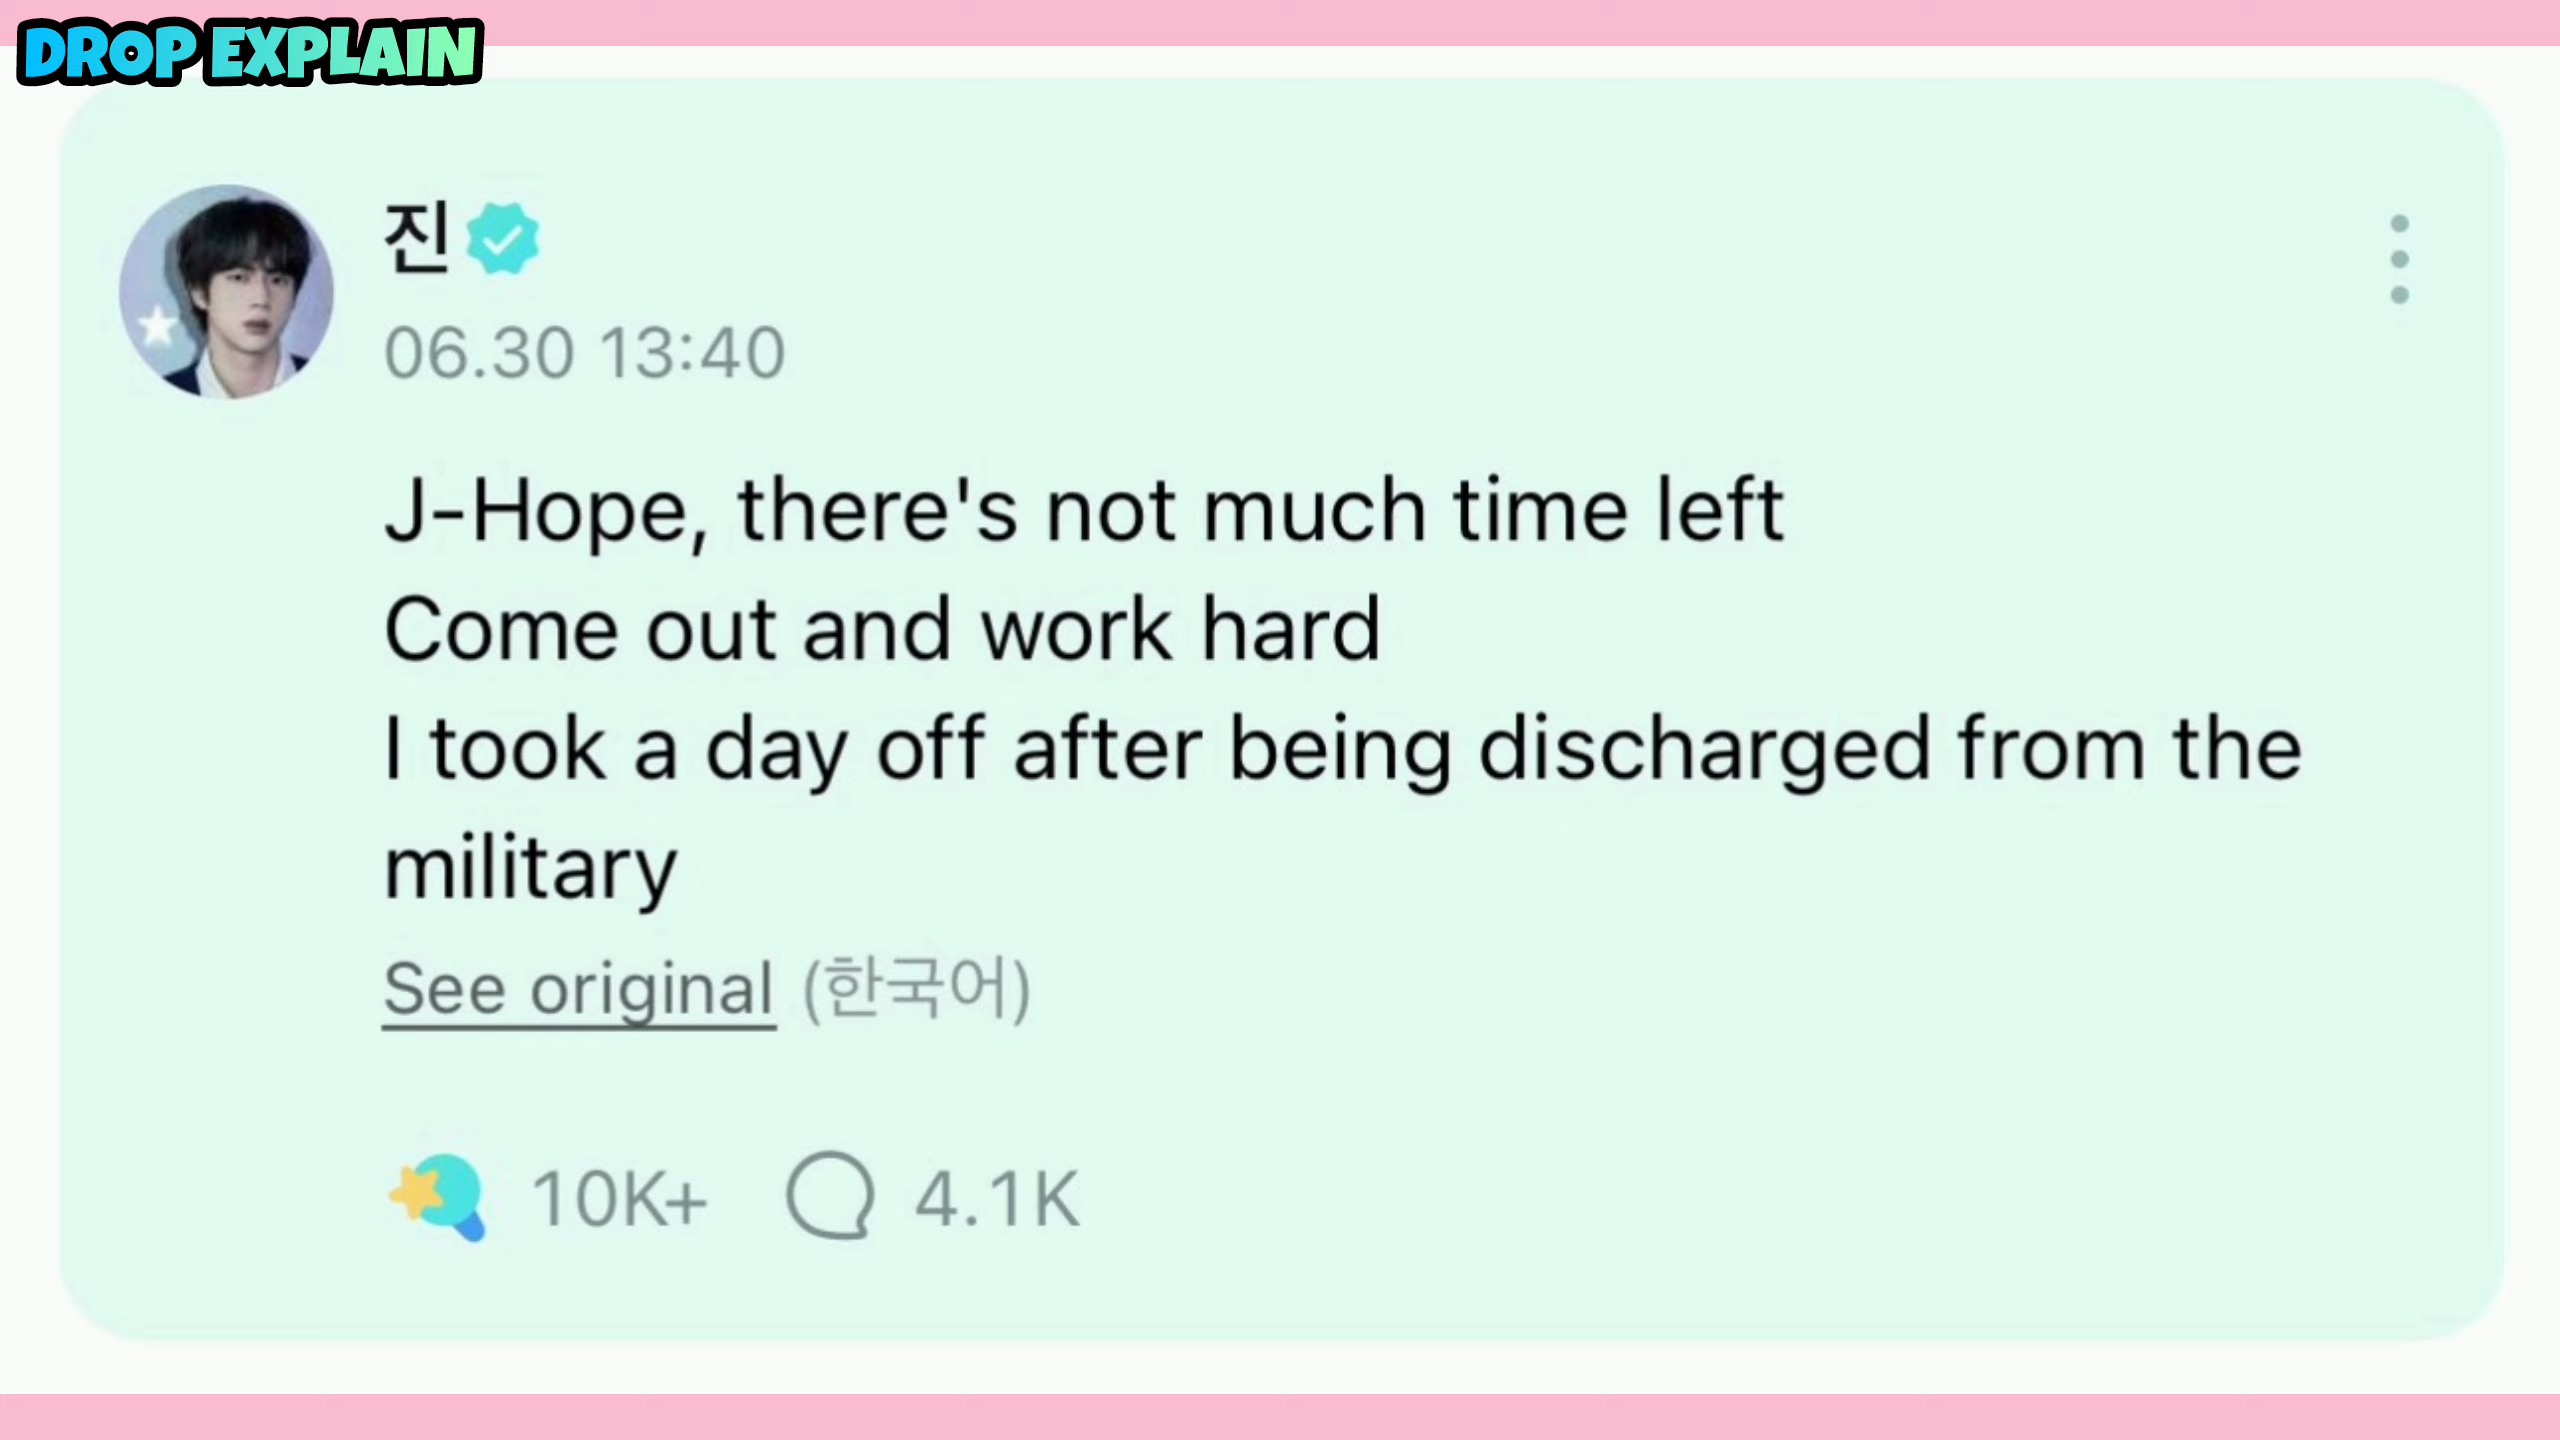 DROP EXPLAIN
진
06.30 13:40
J-Hope, there's not much time left
Come out and work hard
I took a day off after being discharged from the
military
See original (한국어)
10K+ 4.1K